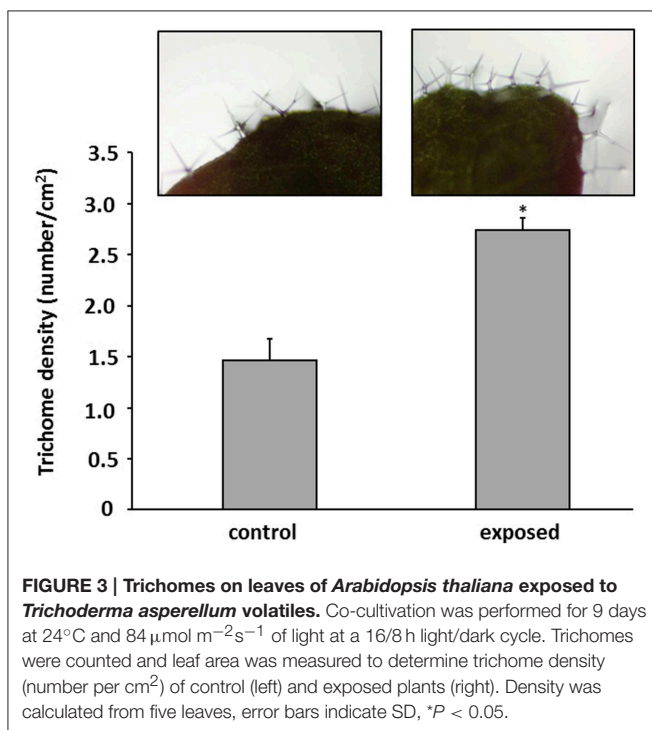 3.5
3.0
2.5
2.0
1.5
1.0
0.5
0
Trichome density (number/cm²)
*
control
exposed
FIGURE 3 | Trichomes on leaves of Arabidopsis thaliana exposed to
Trichoderma asperellum volatiles. Co-cultivation was performed for 9 days
at 24°C and 84 μmol m−2s−1 of light at a 16/8 h light/dark cycle. Trichomes
were counted and leaf area was measured to determine trichome density
(number per cm²) of control (left) and exposed plants (right). Density was
calculated from five leaves, error bars indicate SD, *P < 0.05.